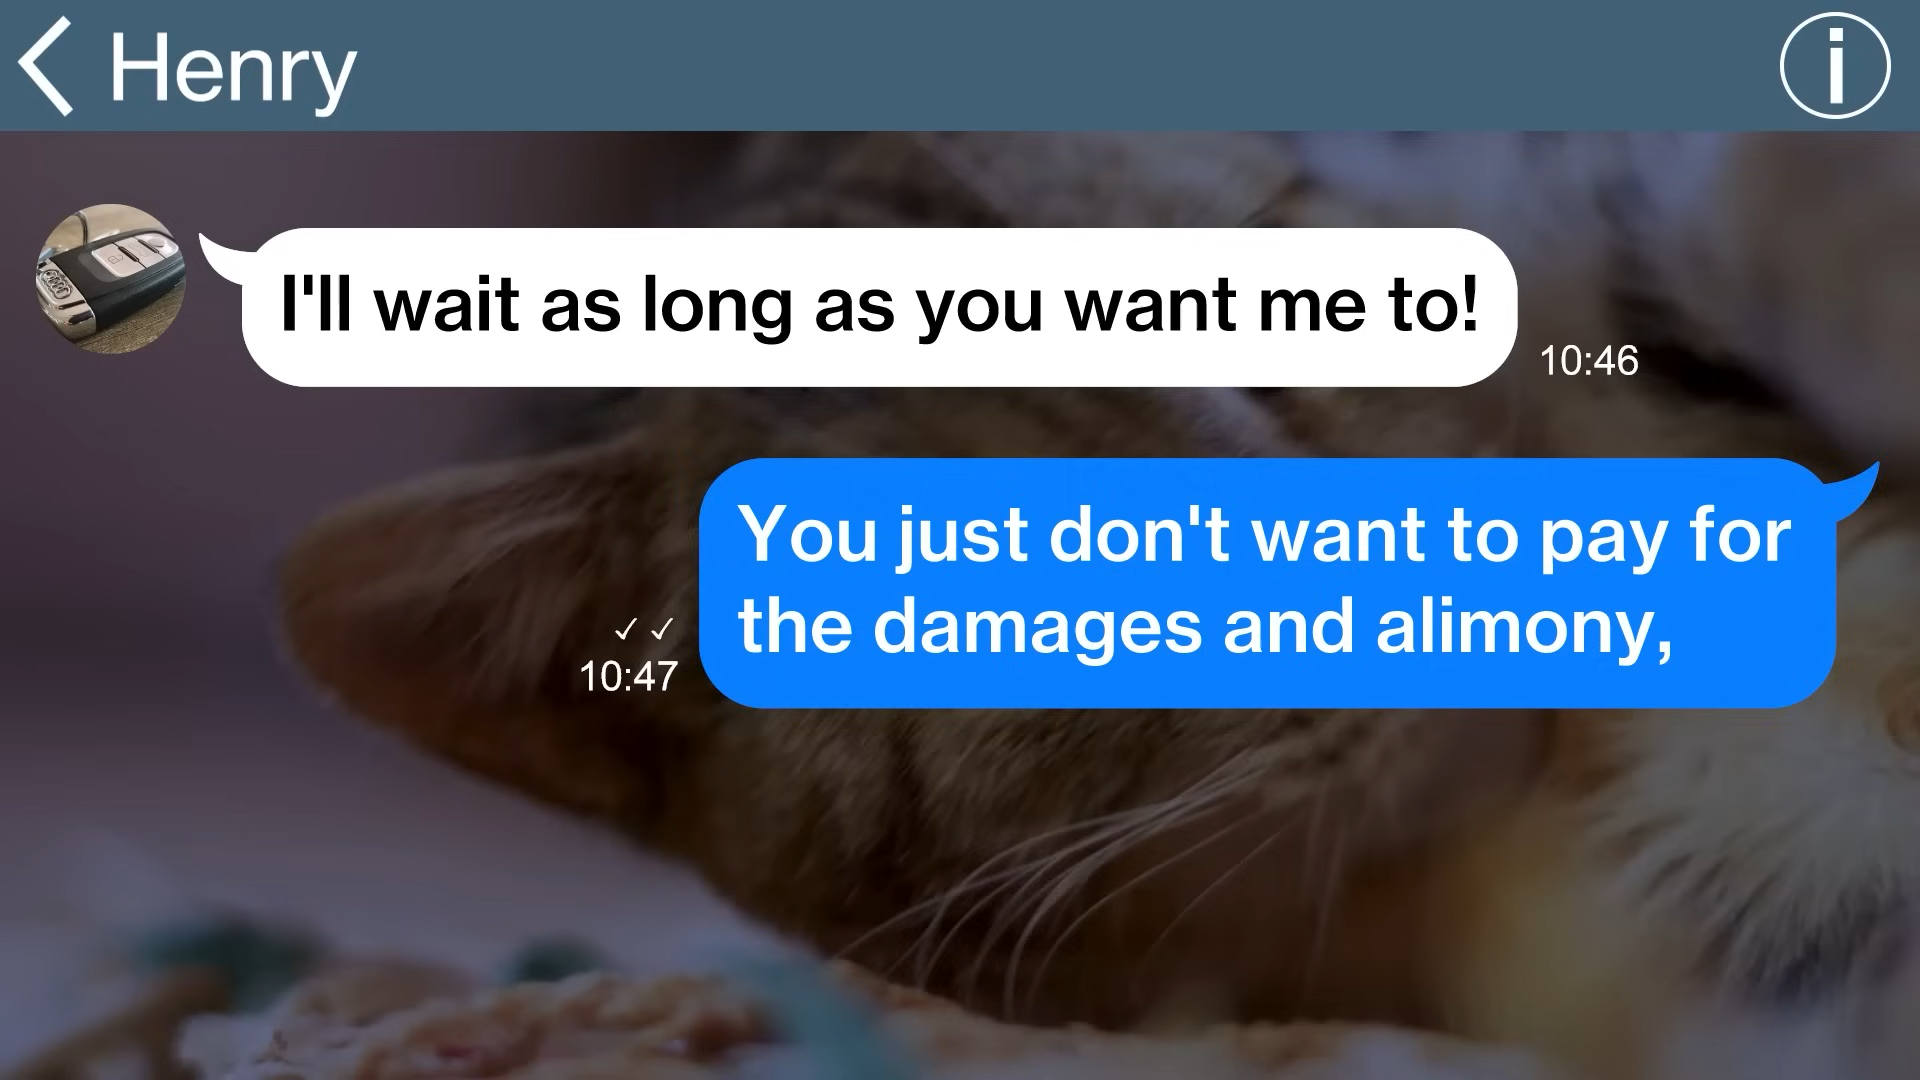 Henry
I'll wait as long as you want me to!
10:46
You just don't want to pay for
the damages and alimony,
✓✓
10:47